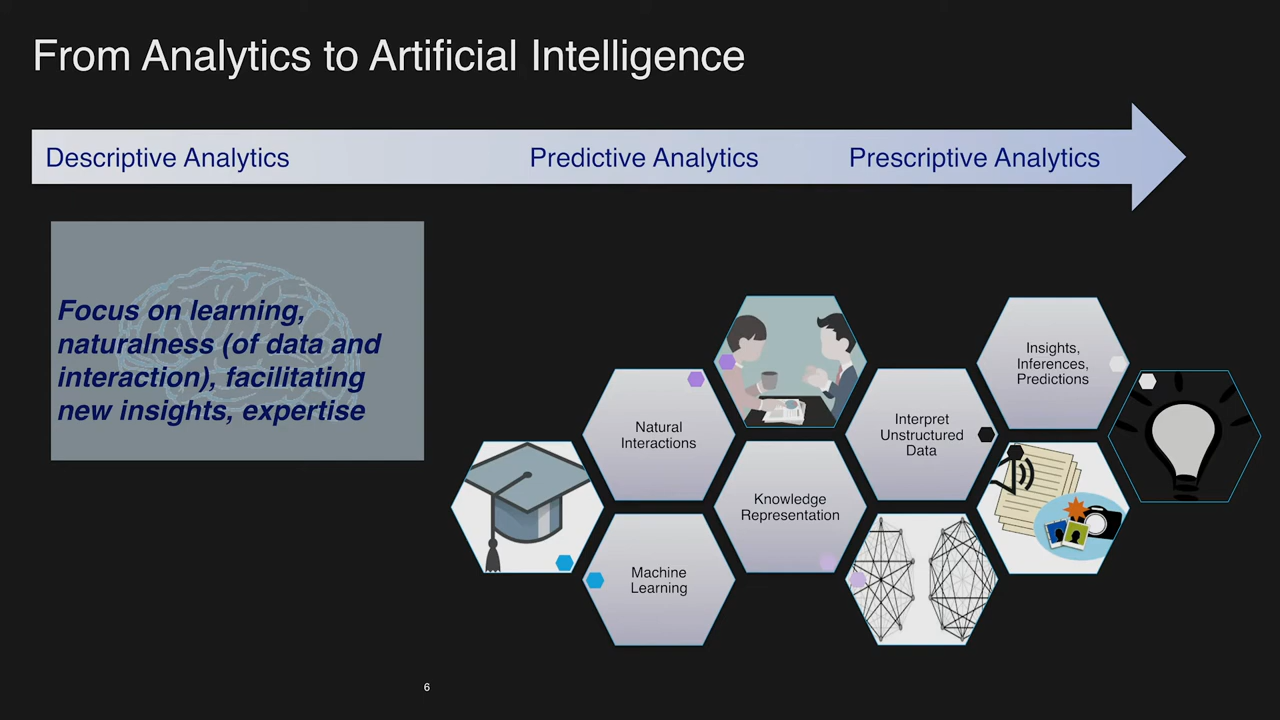 From Analytics to Artificial Intelligence
Descriptive Analytics
Predictive Analytics
Prescriptive Analytics
Focus on learning,
naturalness (of data and
interaction), facilitating
new insights, expertise
Natural
Interactions
Machine
Learning
Knowledge
Representation
Interpret
Unstructured
Data
Insights,
Inferences,
Predictions
6